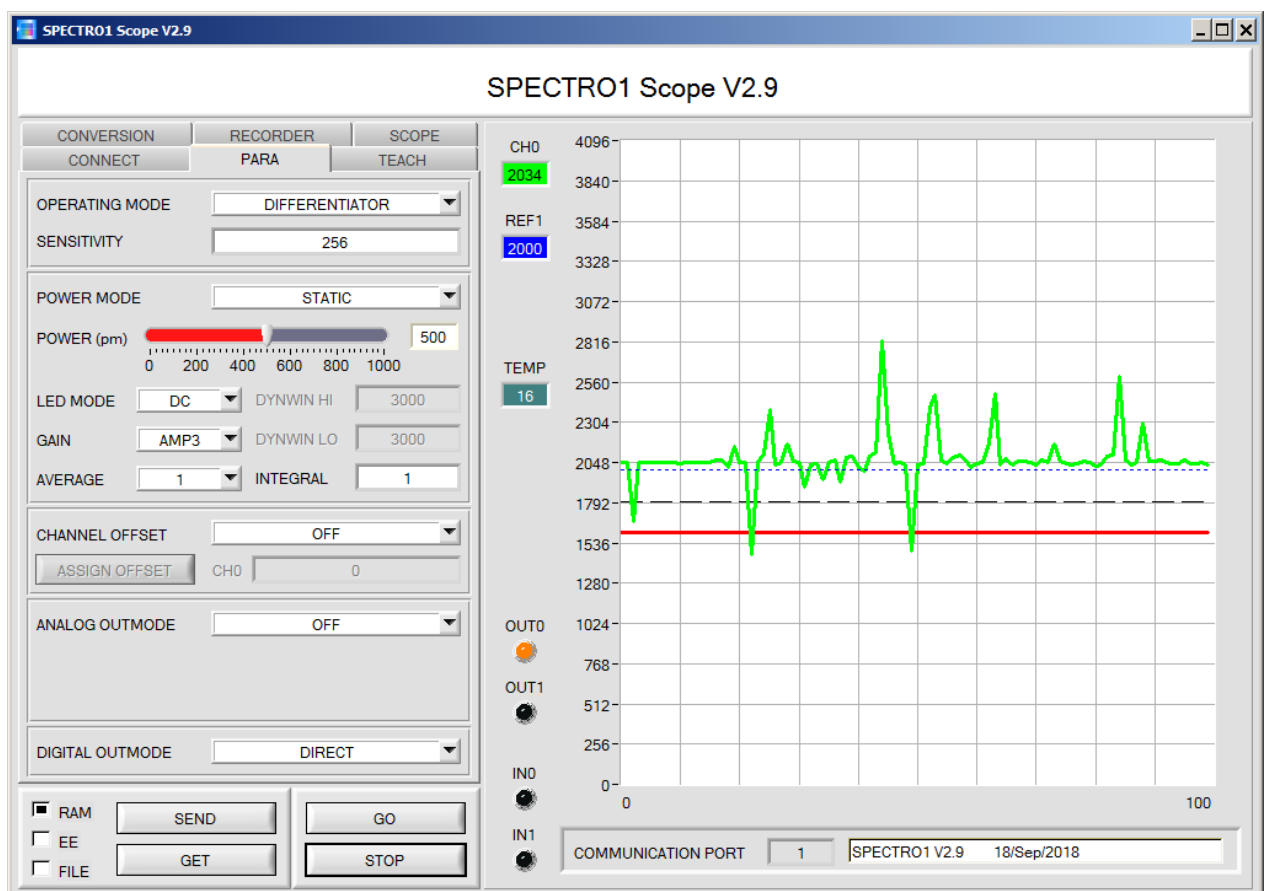 SPECTRO1 Scope V2.9
SPECTRO1 Scope V2.9
CONVERSION RECORDER SCOPE
CONNECT PARA TEACH
OPERATING MODE DIFFERENTIATOR
SENSITIVITY 256
POWER MODE STATIC
POWER (pm) 500
0 200 400 600 800 1000
LED MODE DC DYNWIN HI 3000
GAIN AMP3 DYNWIN LO 3000
AVERAGE 1 INTEGRAL 1
CHANNEL OFFSET OFF
ASSIGN OFFSET CH0 0
ANALOG OUTMODE OFF
DIGITAL OUTMODE DIRECT
RAM SEND GO
EE
GET STOP
FILE
CH0
2034
REF1
2000
TEMP
16
OUT0
OUT1
IN0
IN1
4096
3840
3584
3328
3072
2816
2560
2304
2048
1792
1536
1280
1024
768
512
256
0
0 100
COMMUNICATION PORT 1 SPECTRO1 V2.9 18/Sep/2018